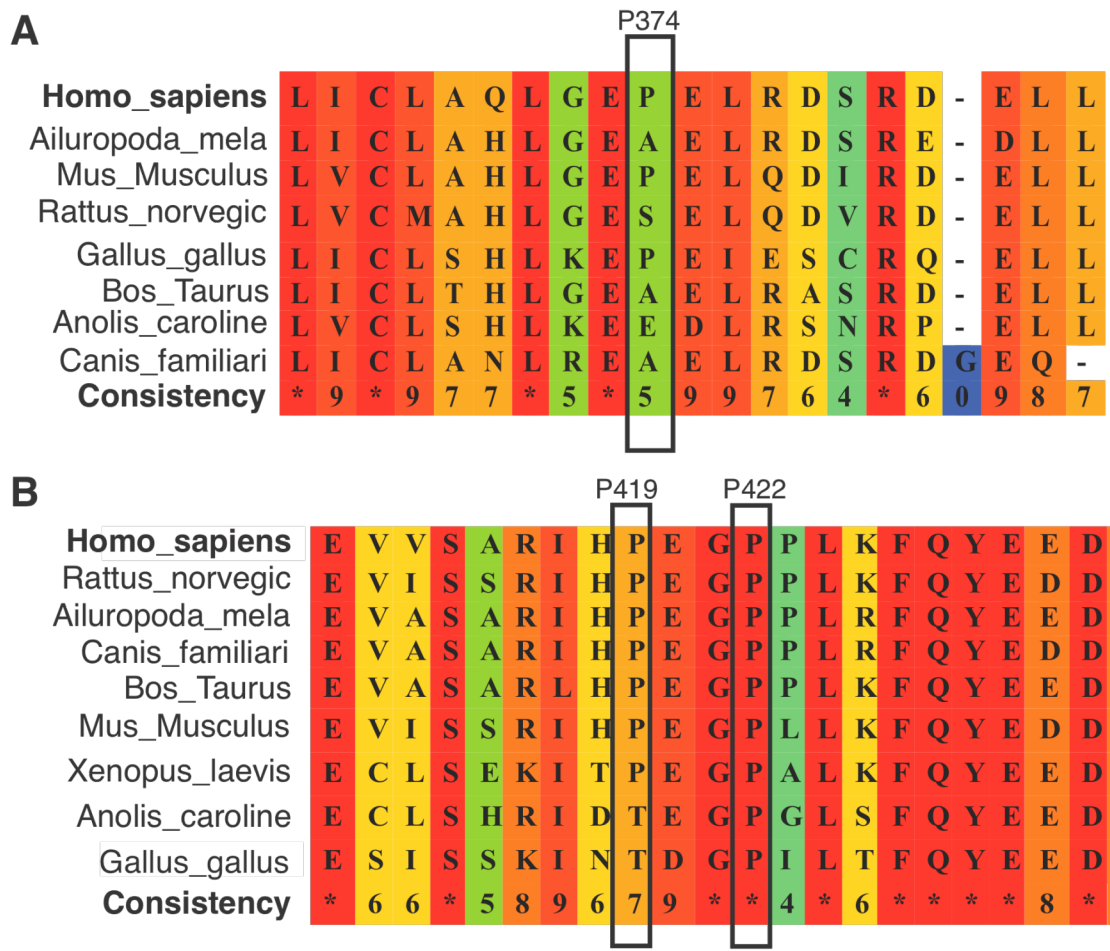 A
P374
Homo_sapiens L I C L A Q L G E P E L R D S R D - E L L
Ailuropoda_mela L I C L A H L G E A E L R D S R E - D L L
Mus_Musculus L V C L A H L G E P E L Q D I R D - E L L
Rattus_norvegic L V C M A H L G E S E L Q D V R D - E L L
Gallus_gallus L I C L S H L K E P E I E S C R Q - E L L
Bos_Taurus L I C L T H L G E A E L R A S R D - E L L
Anolis_caroline L V C L S H L K E E D L R S N R P - E L L
Canis_familiari L I C L A N L R E A E L R D S R D G E Q -
Consistency * 9 * 9 7 7 * 5 * 5 9 9 7 6 4 * 6 0 9 8 7
B
P419 P422
Homo_sapiens E V V S A R I H P E G P P L K F Q Y E E D
Rattus_norvegic E V I S S R I H P E G P P L K F Q Y E D D
Ailuropoda_mela E V A S A R I H P E G P P L R F Q Y E E D
Canis_familiari E V A S A R I H P E G P P L R F Q Y E D D
Bos_Taurus E V A S A R L H P E G P P L K F Q Y E E D
Mus_Musculus E V I S S R I H P E G P L L K F Q Y E D D
Xenopus_laevis E C L S E K I T P E G P A L K F Q Y E E D
Anolis_caroline E C L S H R I D T E G P G L S F Q Y E E D
Gallus_gallus E S I S S K I N T D G P I L T F Q Y E E D
Consistency * 6 6 * 5 8 9 6 7 9 * * 4 * 6 * * * * 8 *